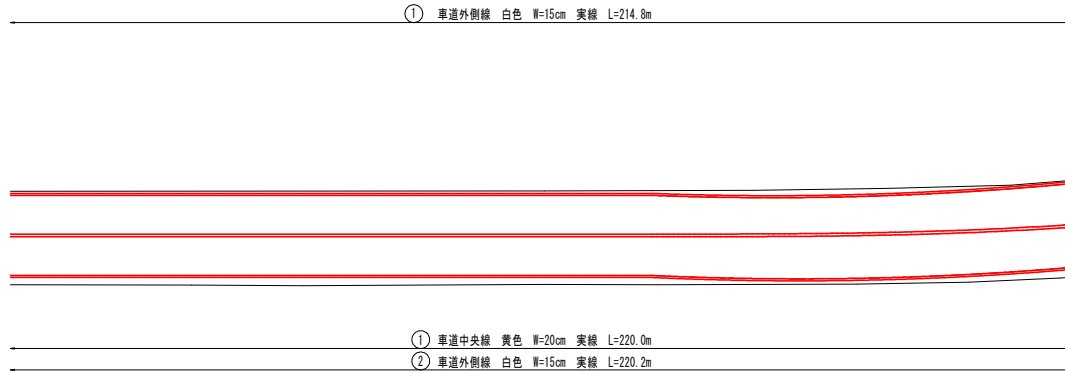 ① 車道外側線 白色 W=15cm 実線 L=214.8m
① 車道中央線 黄色 W=20cm 実線 L=220.0m
② 車道外側線 白色 W=15cm 実線 L=220.2m